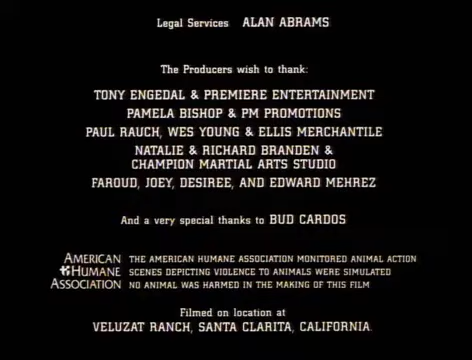 Legal Services ALAN ABRAMS
The Producers wish to thank:
TONY ENGEDAL & PREMIERE ENTERTAINMENT
PAMELA BISHOP & PM PROMOTIONS
PAUL RAUCH, WES YOUNG & ELLIS MERCHANTILE
NATALIE & RICHARD BRANDEN &
CHAMPION MARTIAL ARTS STUDIO
FAROUD, JOEY, DESIREE, AND EDWARD MEHREZ
And a very special thanks to BUD CARDOS
AMERICAN HUMANE ASSOCIATION
THE AMERICAN HUMANE ASSOCIATION MONITORED ANIMAL ACTION
SCENES DEPICTING VIOLENCE TO ANIMALS WERE SIMULATED
NO ANIMAL WAS HARMED IN THE MAKING OF THIS FILM
Filmed on location at
VELUZAT RANCH, SANTA CLARITA, CALIFORNIA.